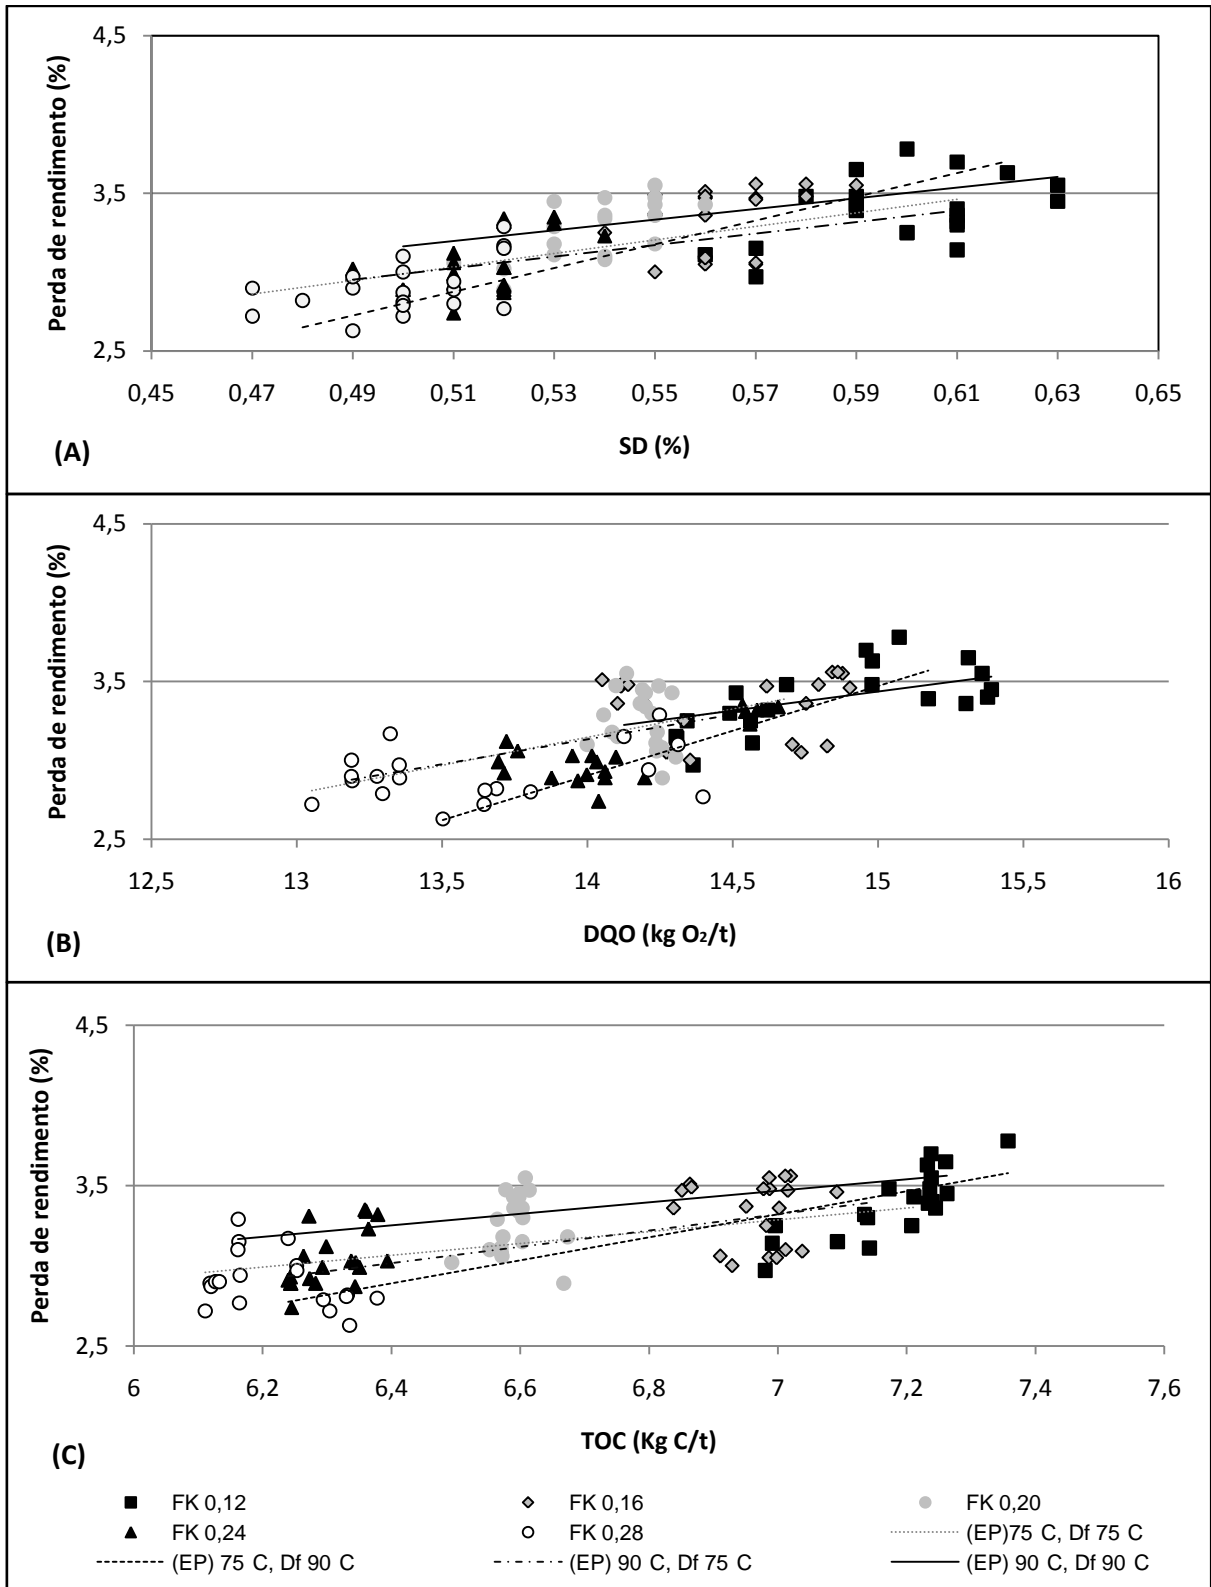 4,5
3,5
2,5
Perda de rendimento (%)
0,45 0,47 0,49 0,51 0,53 0,55 0,57 0,59 0,61 0,63 0,65
SD (%)
(A)
4,5
3,5
2,5
Perda de rendimento (%)
12,5 13 13,5 14 14,5 15 15,5 16
DQO (kg O₂/t)
(B)
4,5
3,5
2,5
Perda de rendimento (%)
6 6,2 6,4 6,6 6,8 7 7,2 7,4 7,6
TOC (Kg C/t)
(C)
FK 0,12 FK 0,16 FK 0,20
FK 0,24 FK 0,28 (EP)75 C, Df 75 C
(EP) 75 C, Df 90 C (EP) 90 C, Df 75 C (EP) 90 C, Df 90 C